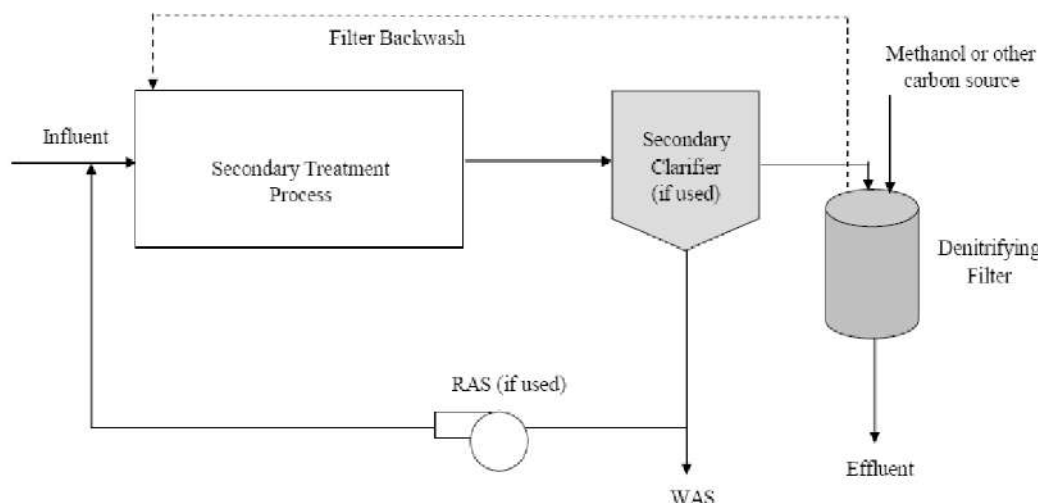 Filter Backwash
Methanol or other
carbon source
Influent
Secondary Treatment
Process
Secondary
Clarifier
(if used)
Denitrifying
Filter
RAS (if used)
Effluent
WAS